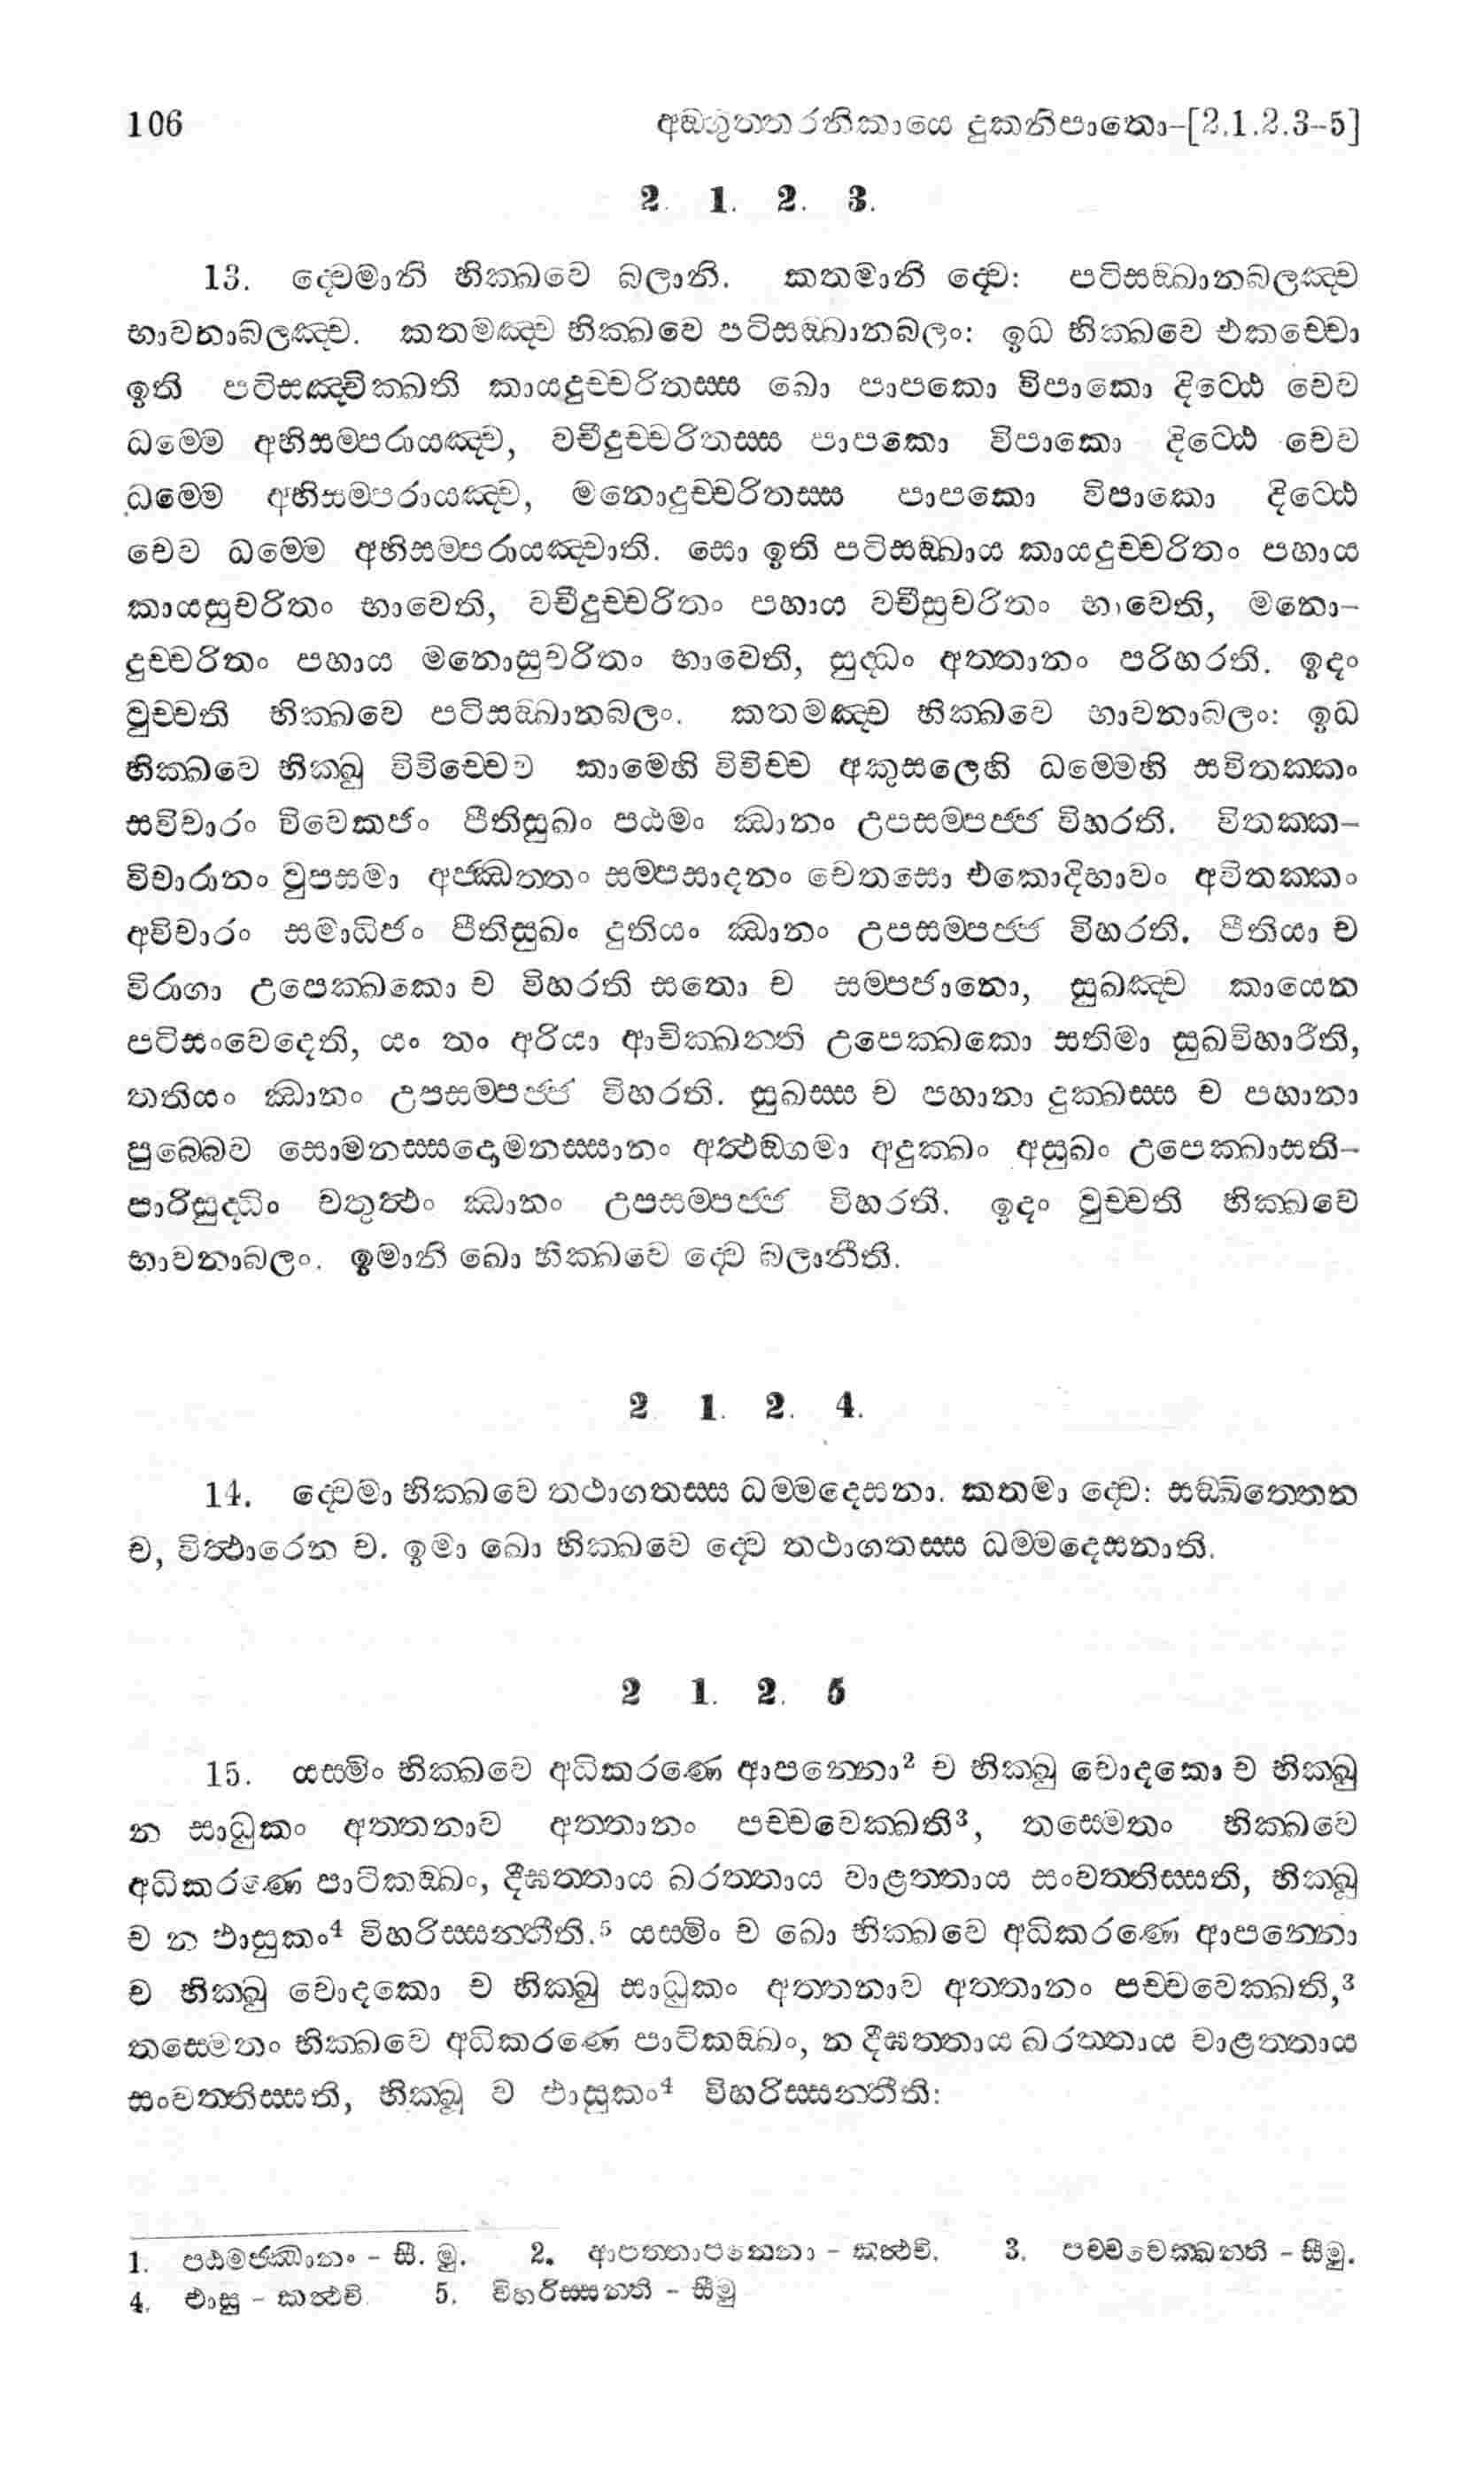 106 අඞ්ගුත්තරනිකායෙ දුකනිපාතො-[2.1.2.3-5]
2. 1. 2. 3.
13. ද්වෙමානි භික්ඛවෙ බලානි. කතමානි ද්වෙ: පටිසඞ්ඛානබලඤ්ච
භාවනාබලඤ්ච. කතමඤ්ච භික්ඛවෙ පටිසඞ්ඛානබලං: ඉධ භික්ඛවෙ එකච්චො
ඉති පටිසඤ්චික්ඛති කායදුච්චරිතස්ස ඛො පාපකො විපාකො දිට්ඨෙ චෙව
ධම්මෙ අභිසම්පරායඤ්ච, වචීදුච්චරිතස්ස පාපකො විපාකො දිට්ඨෙ චෙව
ධම්මෙ අභිසම්පරායඤ්ච, මනොදුච්චරිතස්ස පාපකො විපාකො දිට්ඨෙ
චෙව ධම්මෙ අභිසම්පරායඤ්චාති. සො ඉති පටිසඞ්ඛාය කායදුච්චරිතං පහාය
කායසුචරිතං භාවෙති, වචීදුච්චරිතං පහාය වචීසුචරිතං භාවෙති, මනො-
දුච්චරිතං පහාය මනොසුචරිතං භාවෙති, සුද්ධං අත්තානං පරිහරති. ඉදං
වුච්චති භික්ඛවෙ පටිසඞ්ඛානබලං. කතමඤ්ච භික්ඛවෙ භාවනාබලං: ඉධ
භික්ඛවෙ භික්ඛු විවිච්චෙව කාමෙහි විවිච්ච අකුසලෙහි ධම්මෙහි සවිතක්කං
සවිචාරං විවෙකජං පීතිසුඛං පඨමං ඣානං උපසම්පජ්ජ විහරති. විතක්ක-
විචාරානං වුපසමා අජ්ඣත්තං සම්පසාදනං චෙතසො එකොදිභාවං අවිතක්කං
අවිචාරං සමාධිජං පීතිසුඛං දුතියං ඣානං උපසම්පජ්ජ විහරති. පීතියා ච
විරාගා උපෙක්ඛකො ච විහරති සතො ච සම්පජානො, සුඛඤ්ච කායෙන
පටිසංවෙදෙති, යං තං අරියා ආචික්ඛන්ති උපෙක්ඛකො සතිමා සුඛවිහාරීති,
තතියං ඣානං උපසම්පජ්ජ විහරති. සුඛස්ස ච පහානා දුක්ඛස්ස ච පහානා
පුබ්බෙව සොමනස්සදොමනස්සානං අත්ථඞ්ගමා අදුක්ඛං අසුඛං උපෙක්ඛාසති-
පාරිසුද්ධිං චතුත්ථං ඣානං උපසම්පජ්ජ විහරති. ඉදං වුච්චති භික්ඛවෙ
භාවනාබලං. ඉමානි ඛො භික්ඛවෙ ද්වෙ බලානීති.
2 1. 2. 4.
14. ද්වෙමා භික්ඛවෙ තථාගතස්ස ධම්මදෙසනා. කතමා ද්වෙ: සඞ්ඛිත්තෙන
ච, විත්ථාරෙන ච. ඉමා ඛො භික්ඛවෙ ද්වෙ තථාගතස්ස ධම්මදෙසනාති.
2 1. 2. 5
15. යස්මිං භික්ඛවෙ අධිකරණෙ ආපන්නො² ච භික්ඛු චොදකො ච භික්ඛු
න සාධුකං අත්තනාව අත්තානං පච්චවෙක්ඛති³, තස්මෙතං භික්ඛවෙ
අධිකරණෙ පාටිකඞ්ඛං, දීඝත්තාය ඛරත්තාය වාළත්තාය සංවත්තිස්සති, භික්ඛු
ච න ඵාසුකං⁴ විහරිස්සන්තීති.⁵ යස්මිං ච ඛො භික්ඛවෙ අධිකරණෙ ආපන්නො
ච භික්ඛු චොදකො ච භික්ඛු සාධුකං අත්තනාව අත්තානං පච්චවෙක්ඛති,³
තස්මෙතං භික්ඛවෙ අධිකරණෙ පාටිකඞ්ඛං, න දීඝත්තාය ඛරත්තාය වාළත්තාය
සංවත්තිස්සති, භික්ඛූ ච ඵාසුකං⁴ විහරිස්සන්තීති:
1. පඨමජ්ඣානං - සී. මු. 2. ආපත්තාපන්නො - කත්ථචි. 3. පච්චවෙක්ඛන්ති - සීමු.
4. ඵාසු - කත්ථචි 5. විහරිස්සන්ති - සීමු